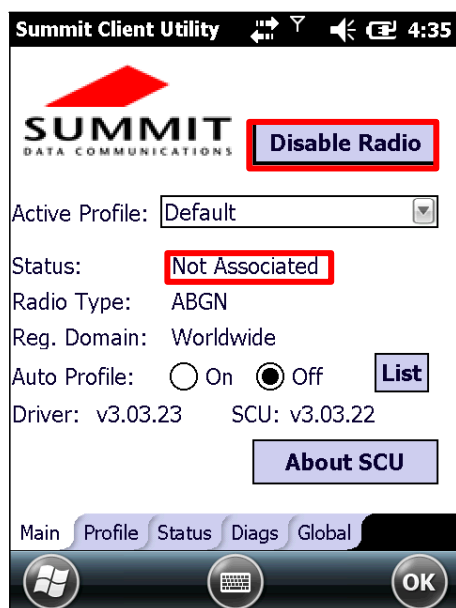 Summit Client Utility 4:35
SUMMIT
DATA COMMUNICATIONS
Disable Radio
Active Profile: Default
Status: Not Associated
Radio Type: ABGN
Reg. Domain: Worldwide
Auto Profile: On Off List
Driver: v3.03.23 SCU: v3.03.22
About SCU
Main Profile Status Diags Global
OK